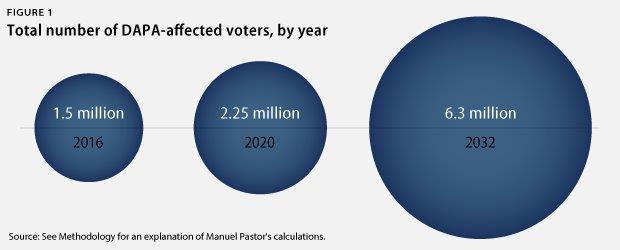 FIGURE 1
Total number of DAPA-affected voters, by year
1.5 million
2016
2.25 million
2020
6.3 million
2032
Source: See Methodology for an explanation of Manuel Pastor's calculations.